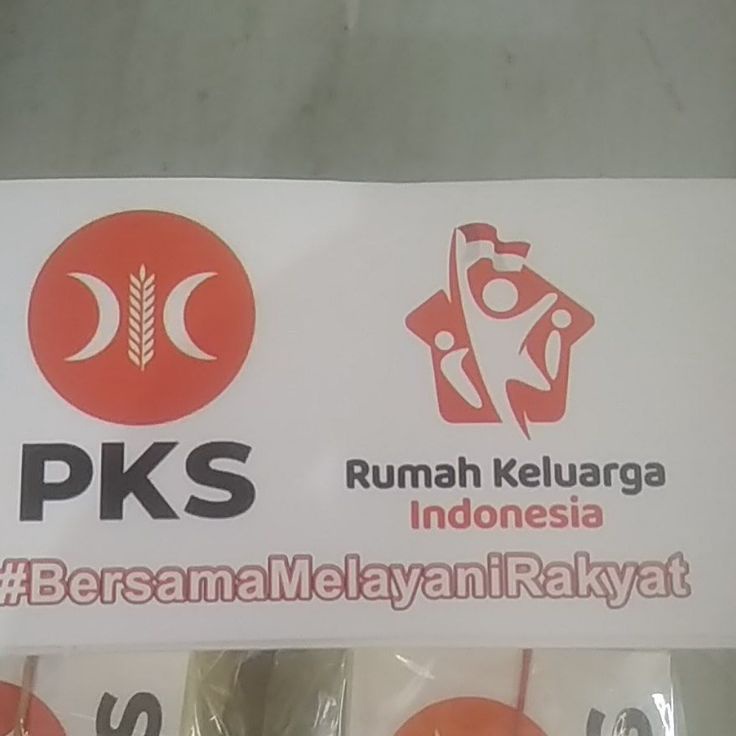 PKS
Rumah Keluarga
Indonesia
#BersamaMelayaniRakyat
S
S